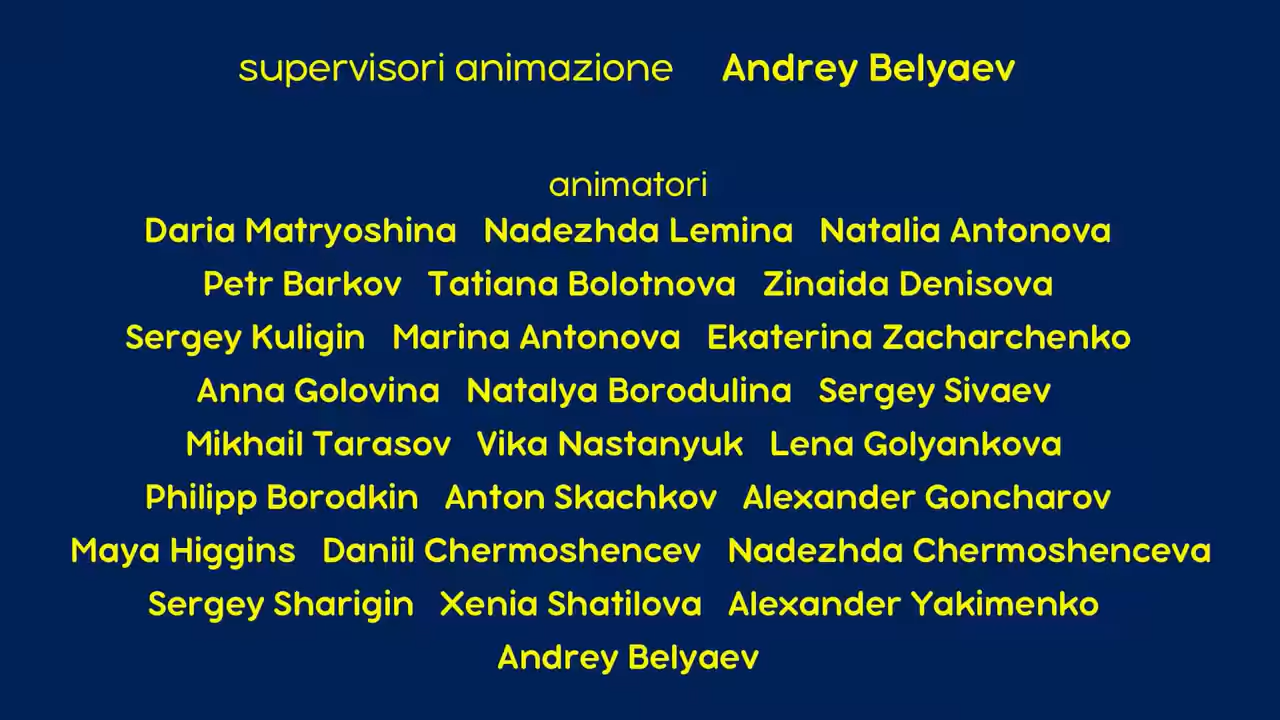 supervisori animazione Andrey Belyaev
animatori
Daria Matryoshina Nadezhda Lemina Natalia Antonova
Petr Barkov Tatiana Bolotnova Zinaida Denisova
Sergey Kuligin Marina Antonova Ekaterina Zacharchenko
Anna Golovina Natalya Borodulina Sergey Sivaev
Mikhail Tarasov Vika Nastanyuk Lena Golyankova
Philipp Borodkin Anton Skachkov Alexander Goncharov
Maya Higgins Daniil Chermoshencev Nadezhda Chermoshenceva
Sergey Sharigin Xenia Shatilova Alexander Yakimenko
Andrey Belyaev